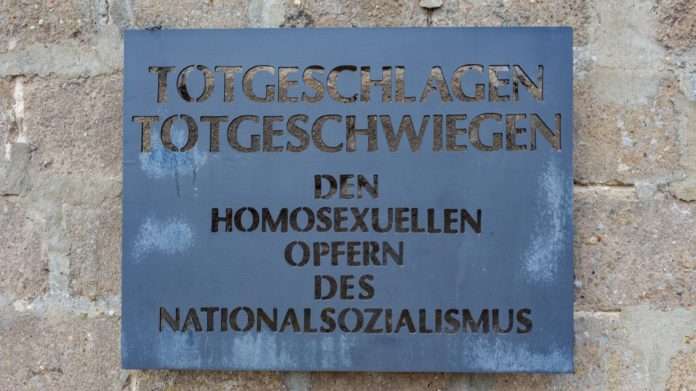 TOTGESCHLAGEN
TOTGESCHWIEGEN
DEN
HOMOSEXUELLEN
OPFERN
DES
NATIONALSOZIALISMUS